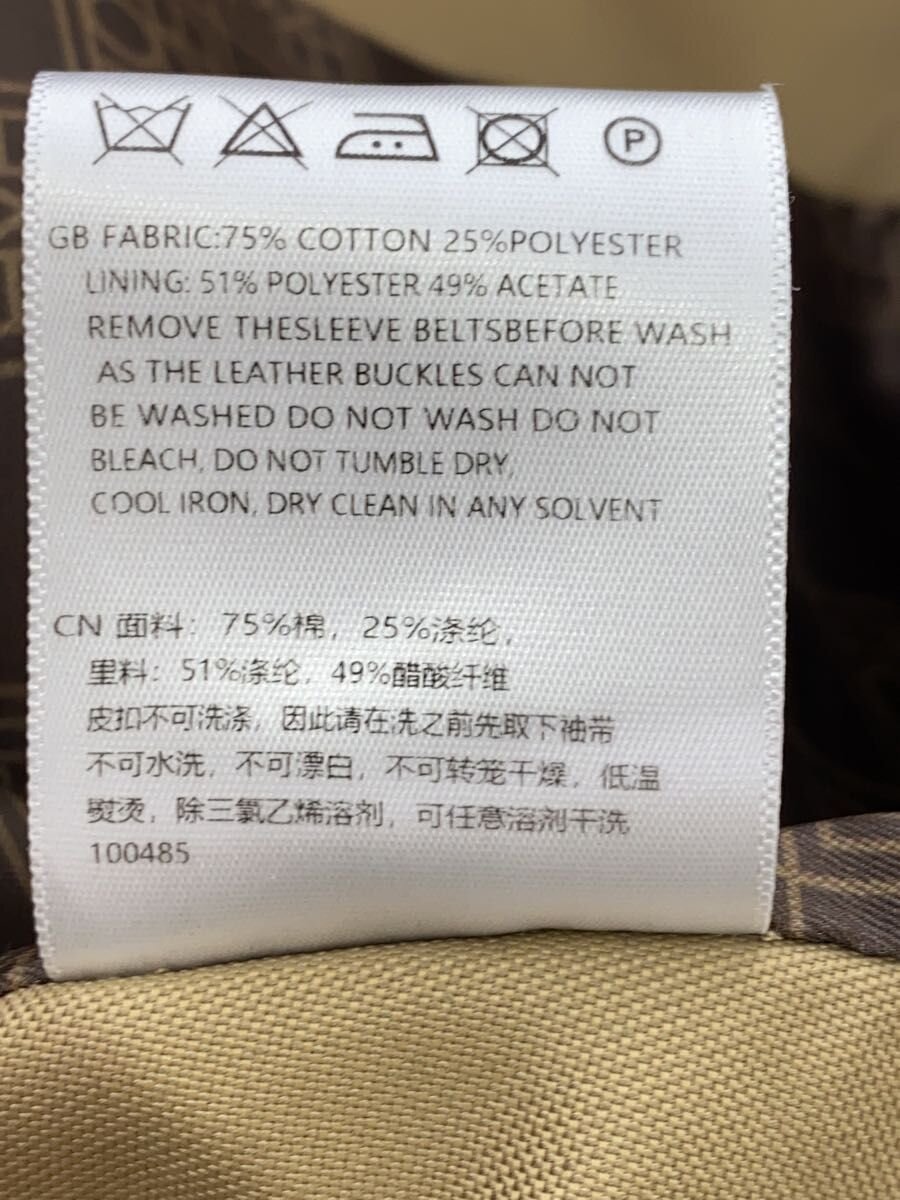 P
GB FABRIC:75% COTTON 25%POLYESTER
LINING: 51% POLYESTER 49% ACETATE
REMOVE THESLEEVE BELTSBEFORE WASH
AS THE LEATHER BUCKLES CAN NOT
BE WASHED DO NOT WASH DO NOT
BLEACH, DO NOT TUMBLE DRY,
COOL IRON, DRY CLEAN IN ANY SOLVENT
CN 面料：75%棉，25%涤纶，
里料：51%涤纶，49%醋酸纤维
皮扣不可洗涤，因此请在洗之前先取下袖带
不可水洗，不可漂白，不可转笼干燥，低温
熨烫，除三氯乙烯溶剂，可任意溶剂干洗
100485